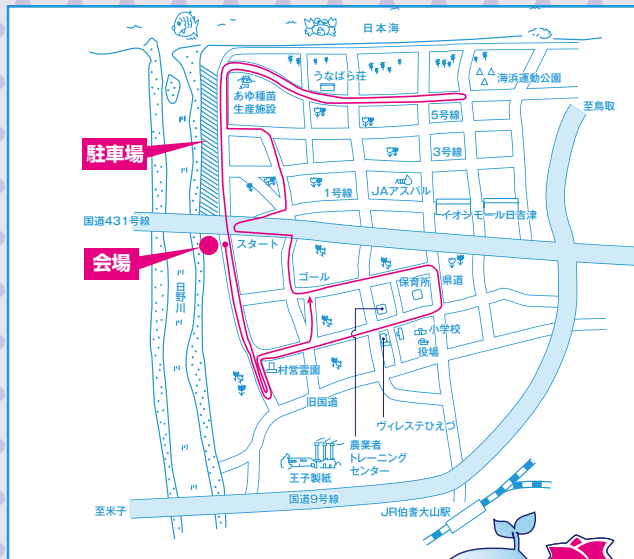 日本海
うなばら荘
海浜運動公園
あゆ種苗
生産施設
至鳥取
5号線
駐車場
3号線
1号線
JAアスパル
イオンモール日吉津
国道431号線
スタート
会場
ゴール
保育所
県道
日野川
小学校
役場
村営霊園
旧国道
ヴィレステひえづ
農業者
トレーニング
センター
王子製紙
国道9号線
至米子
JR伯耆大山駅